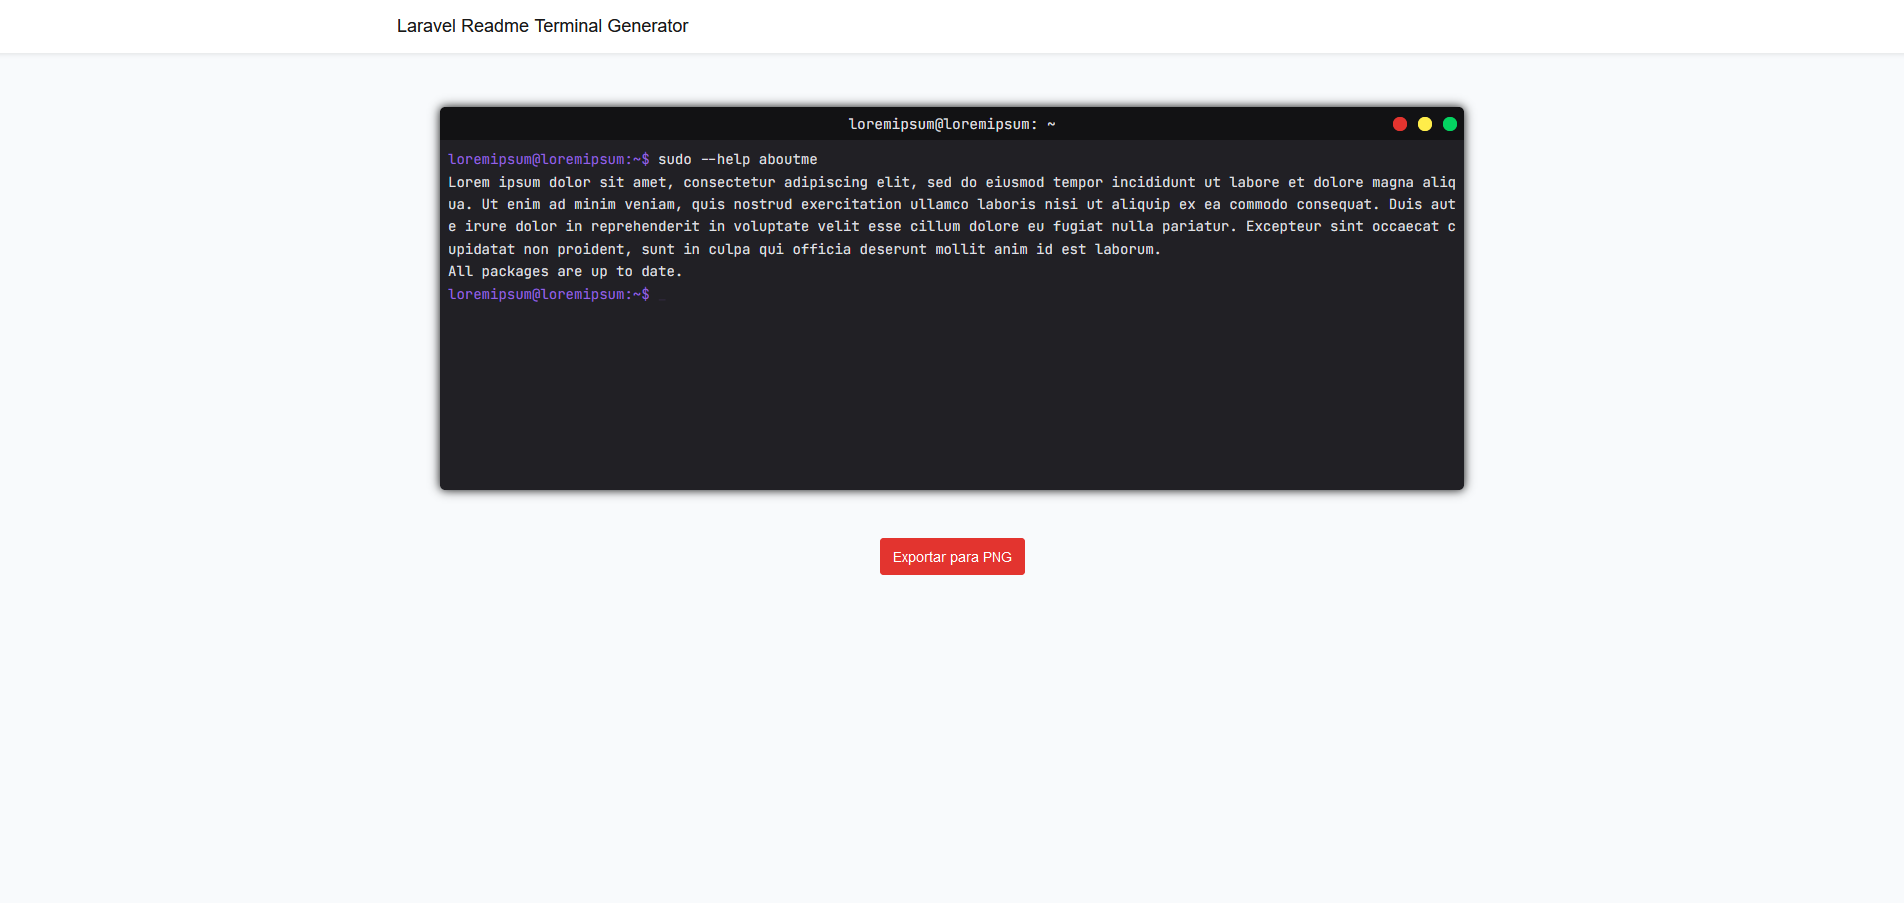 Laravel Readme Terminal Generator
loremipsum@loremipsum: ~
loremipsum@loremipsum:~$ sudo --help aboutme
Lorem ipsum dolor sit amet, consectetur adipiscing elit, sed do eiusmod tempor incididunt ut labore et dolore magna aliq
ua. Ut enim ad minim veniam, quis nostrud exercitation ullamco laboris nisi ut aliquip ex ea commodo consequat. Duis aut
e irure dolor in reprehenderit in voluptate velit esse cillum dolore eu fugiat nulla pariatur. Excepteur sint occaecat c
upidatat non proident, sunt in culpa qui officia deserunt mollit anim id est laborum.
All packages are up to date.
loremipsum@loremipsum:~$ _
Exportar para PNG